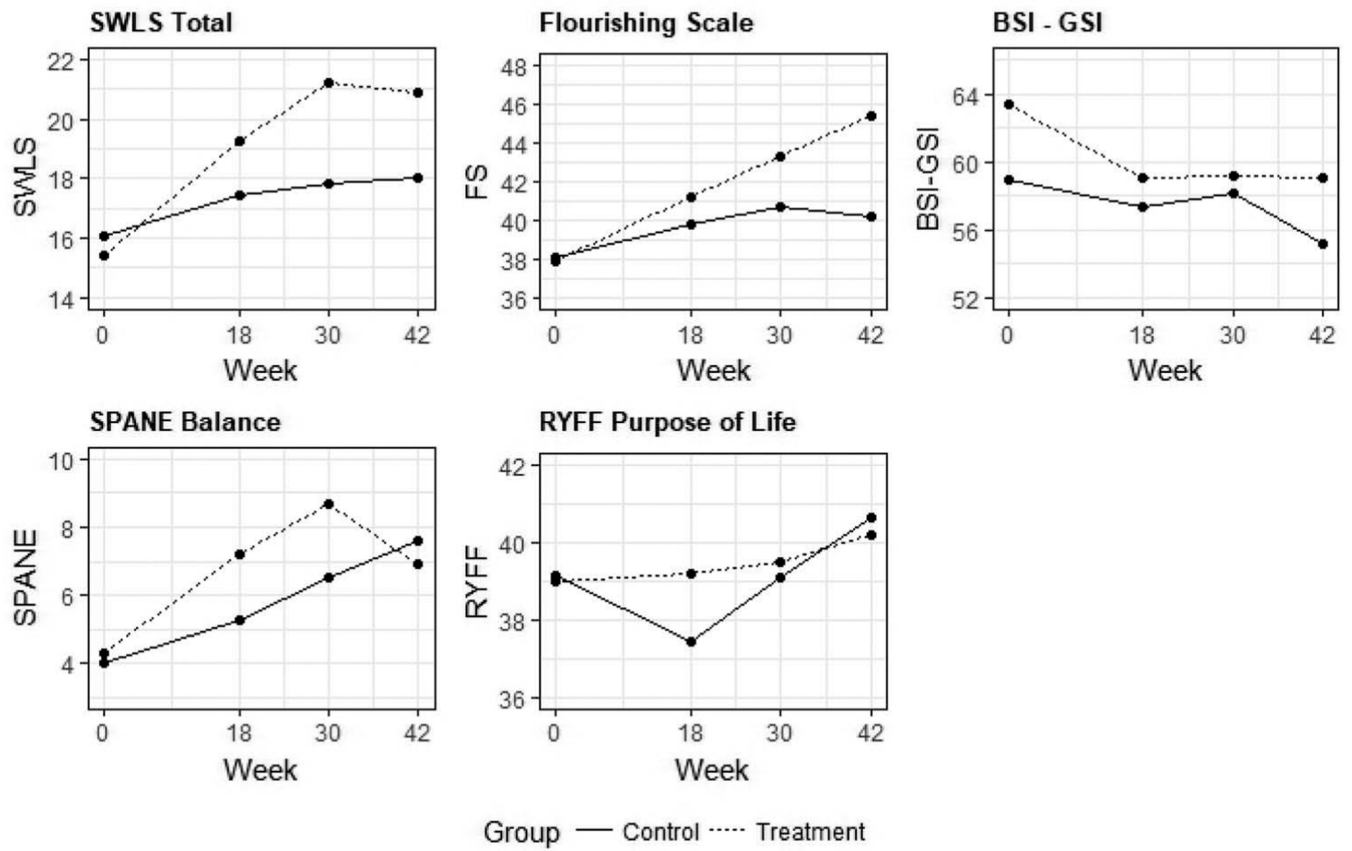 SWLS Total
22
20
18
16
14
SWLS
0 18 30 42
Week
Flourishing Scale
48
46
44
42
40
38
36
FS
0 18 30 42
Week
BSI - GSI
64
60
56
52
BSI-GSI
0 18 30 42
Week
SPANE Balance
10
8
6
4
SPANE
0 18 30 42
Week
RYFF Purpose of Life
42
40
38
36
RYFF
0 18 30 42
Week
Group Control Treatment